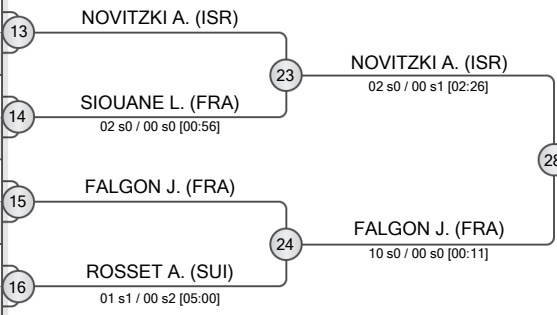 NOVITZKI A. (ISR)
13
23
NOVITZKI A. (ISR)
02 s0 / 00 s1 [02:26]
SIOUANE L. (FRA)
14
02 s0 / 00 s0 [00:56]
28
FALGON J. (FRA)
15
24
FALGON J. (FRA)
10 s0 / 00 s0 [00:11]
ROSSET A. (SUI)
16
01 s1 / 00 s2 [05:00]